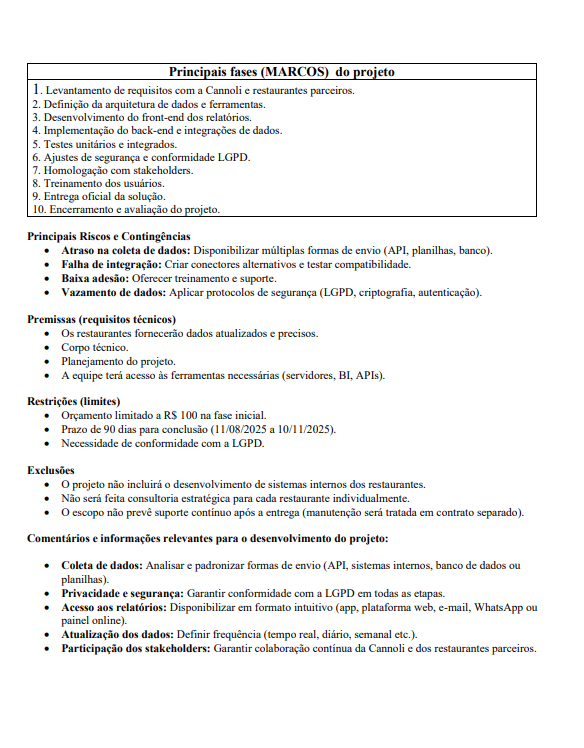 Principais fases (MARCOS) do projeto
1. Levantamento de requisitos com a Cannoli e restaurantes parceiros.
2. Definição da arquitetura de dados e ferramentas.
3. Desenvolvimento do front-end dos relatórios.
4. Implementação do back-end e integrações de dados.
5. Testes unitários e integrados.
6. Ajustes de segurança e conformidade LGPD.
7. Homologação com stakeholders.
8. Treinamento dos usuários.
9. Entrega oficial da solução.
10. Encerramento e avaliação do projeto.
Principais Riscos e Contingências
• Atraso na coleta de dados: Disponibilizar múltiplas formas de envio (API, planilhas, banco).
• Falha de integração: Criar conectores alternativos e testar compatibilidade.
• Baixa adesão: Oferecer treinamento e suporte.
• Vazamento de dados: Aplicar protocolos de segurança (LGPD, criptografia, autenticação).
Premissas (requisitos técnicos)
• Os restaurantes fornecerão dados atualizados e precisos.
• Corpo técnico.
• Planejamento do projeto.
• A equipe terá acesso às ferramentas necessárias (servidores, BI, APIs).
Restrições (limites)
• Orçamento limitado a R$ 100 na fase inicial.
• Prazo de 90 dias para conclusão (11/08/2025 a 10/11/2025).
• Necessidade de conformidade com a LGPD.
Exclusões
• O projeto não incluirá o desenvolvimento de sistemas internos dos restaurantes.
• Não será feita consultoria estratégica para cada restaurante individualmente.
• O escopo não prevê suporte contínuo após a entrega (manutenção será tratada em contrato separado).
Comentários e informações relevantes para o desenvolvimento do projeto:
• Coleta de dados: Analisar e padronizar formas de envio (API, sistemas internos, banco de dados ou
planilhas).
• Privacidade e segurança: Garantir conformidade com a LGPD em todas as etapas.
• Acesso aos relatórios: Disponibilizar em formato intuitivo (app, plataforma web, e-mail, WhatsApp ou
painel online).
• Atualização dos dados: Definir frequência (tempo real, diário, semanal etc.).
• Participação dos stakeholders: Garantir colaboração contínua da Cannoli e dos restaurantes parceiros.